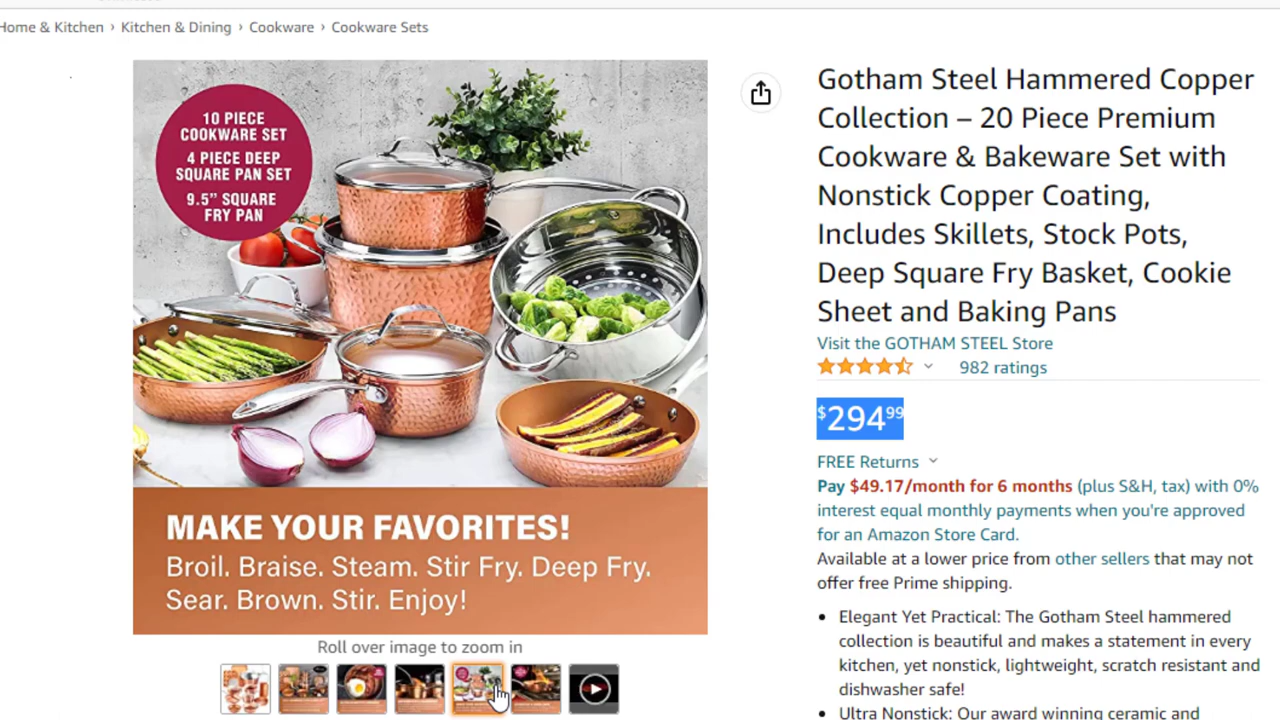 Home & Kitchen › Kitchen & Dining › Cookware › Cookware Sets
10 PIECE
COOKWARE SET
4 PIECE DEEP
SQUARE PAN SET
9.5" SQUARE
FRY PAN
MAKE YOUR FAVORITES!
Broil. Braise. Steam. Stir Fry. Deep Fry.
Sear. Brown. Stir. Enjoy!
Roll over image to zoom in
Gotham Steel Hammered Copper
Collection – 20 Piece Premium
Cookware & Bakeware Set with
Nonstick Copper Coating,
Includes Skillets, Stock Pots,
Deep Square Fry Basket, Cookie
Sheet and Baking Pans
Visit the GOTHAM STEEL Store
982 ratings
$294.99
FREE Returns
Pay $49.17/month for 6 months (plus S&H, tax) with 0%
interest equal monthly payments when you're approved
for an Amazon Store Card.
Available at a lower price from other sellers that may not
offer free Prime shipping.
• Elegant Yet Practical: The Gotham Steel hammered
collection is beautiful and makes a statement in every
kitchen, yet nonstick, lightweight, scratch resistant and
dishwasher safe!
• Ultra Nonstick: Our award winning ceramic and